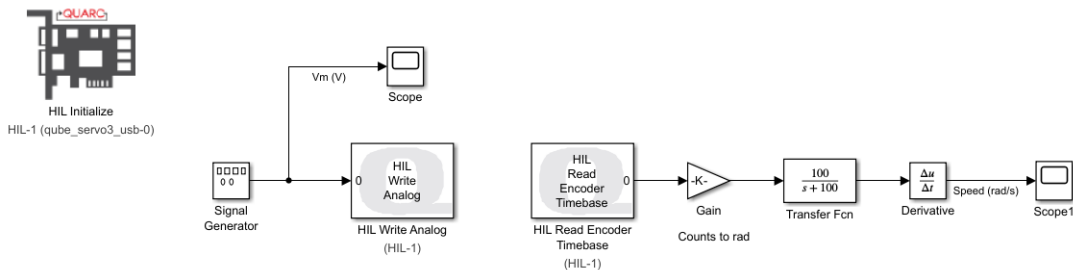 QUARC
HIL Initialize
HIL-1 (qube_servo3_usb-0)
Vm (V)
Scope
Signal
Generator
0
HIL
Write
Analog
HIL Write Analog
(HIL-1)
HIL
Read
Encoder
Timebase
0
HIL Read Encoder
Timebase
(HIL-1)
-K-
Gain
Counts to rad
100
s + 100
Transfer Fcn
Δu
Δt
Derivative
Speed (rad/s)
Scope1